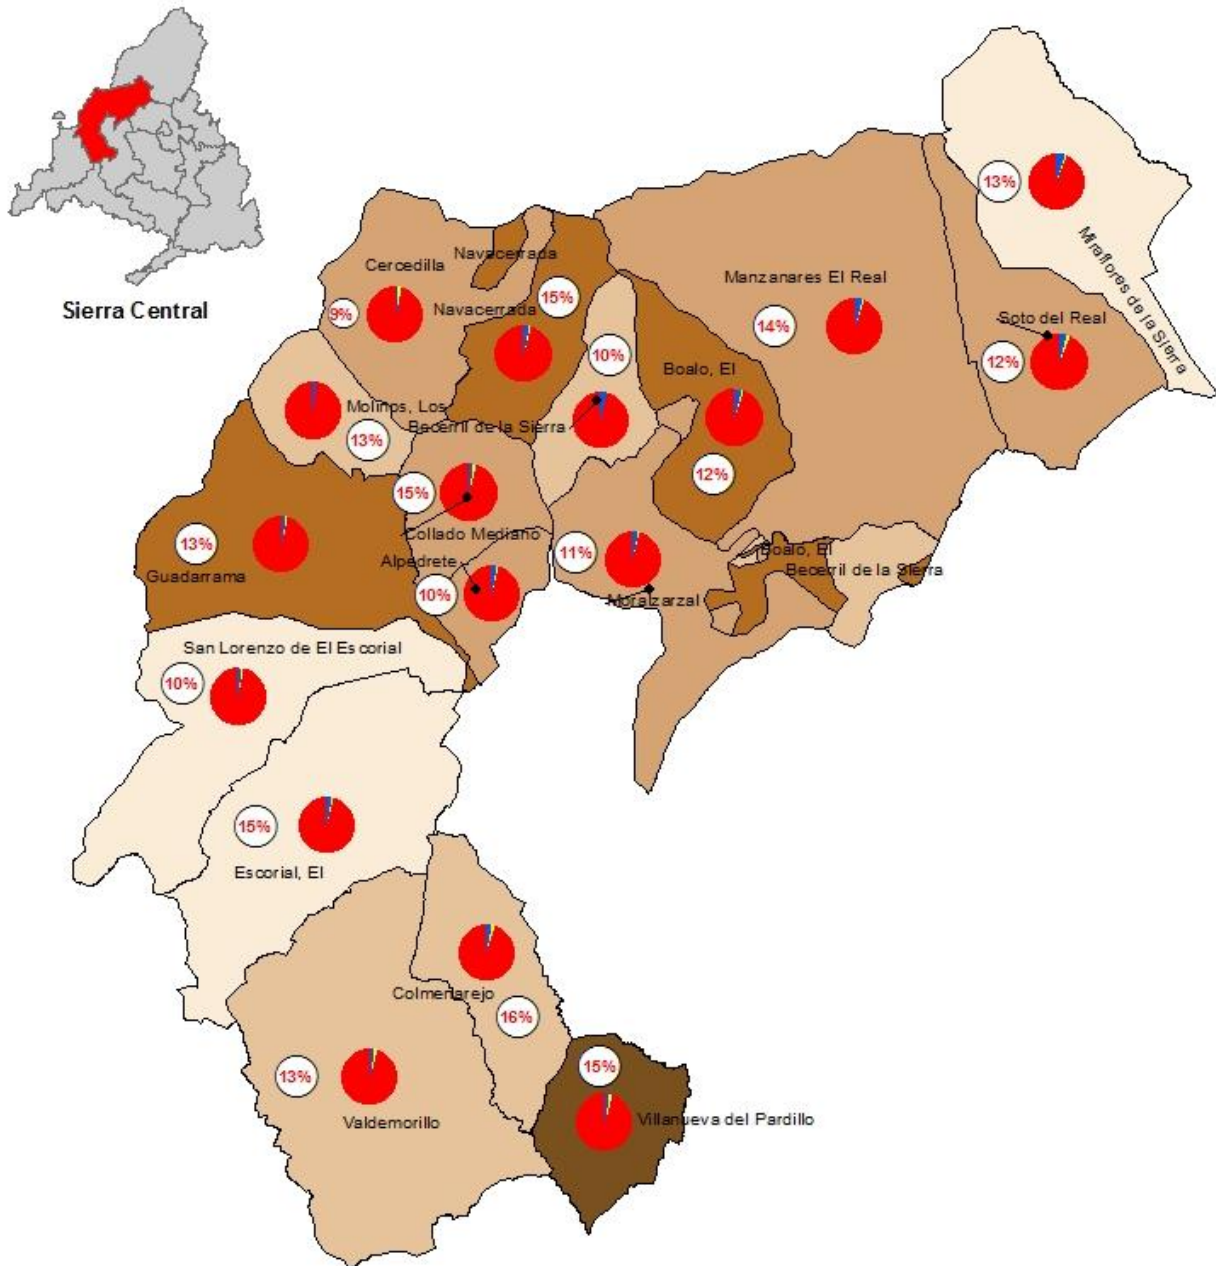 Sierra Central
13%
Miraflores de la Sierra
Navacerrada
Cercedilla
15%
Manzanares El Real
9%
Navacerrada
14%
Soto del Real
10%
12%
Boalo, El
Molinos, Los
Becerril de la Sierra
13%
12%
15%
Collado Mediano
13%
11%
Boalo, El
Alpedrete
Becerril de la Sierra
Guadarrama
10%
Moralzarzal
San Lorenzo de El Escorial
10%
15%
Escorial, El
Colmenarejo
16%
13%
15%
Valdemorillo
Villanueva del Pardillo